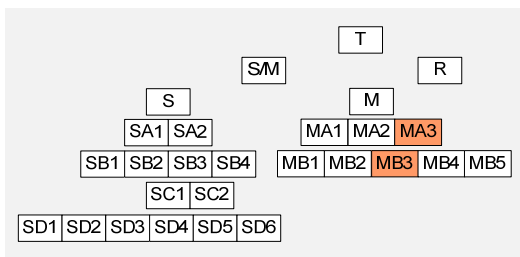 T
S/M R
S M
SA1 SA2 MA1 MA2 MA3
SB1 SB2 SB3 SB4 MB1 MB2 MB3 MB4 MB5
SC1 SC2
SD1 SD2 SD3 SD4 SD5 SD6